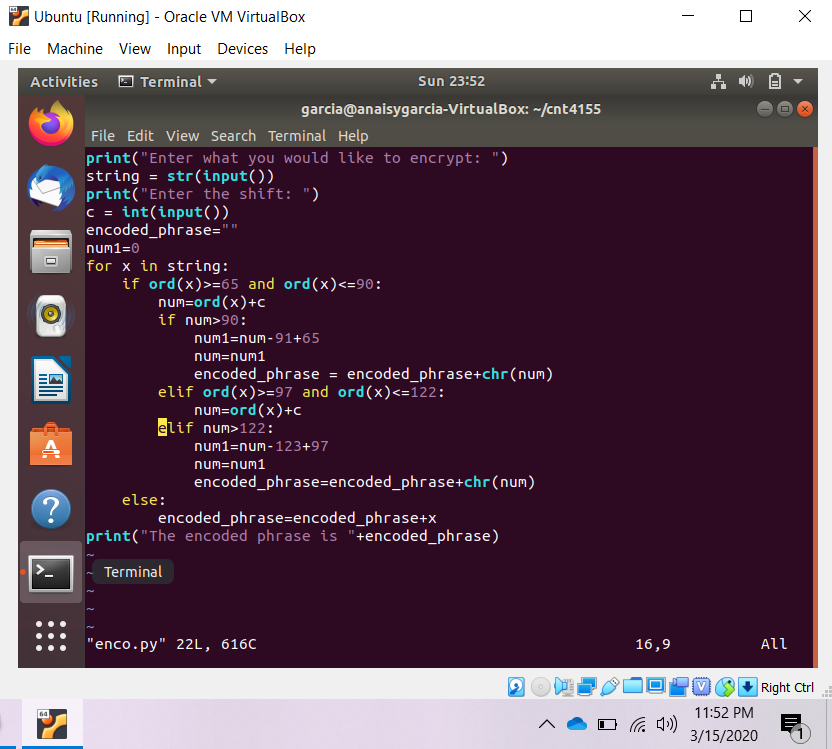 Ubuntu [Running] - Oracle VM VirtualBox
File Machine View Input Devices Help
Activities Terminal Sun 23:52
garcia@anaisygarcia-VirtualBox: ~/cnt4155
File Edit View Search Terminal Help
print("Enter what you would like to encrypt: ")
string = str(input())
print("Enter the shift: ")
c = int(input())
encoded_phrase=""
num1=0
for x in string:
    if ord(x)>=65 and ord(x)<=90:
        num=ord(x)+c
        if num>90:
            num1=num-91+65
            num=num1
            encoded_phrase = encoded_phrase+chr(num)
        elif ord(x)>=97 and ord(x)<=122:
            num=ord(x)+c
        elif num>122:
            num1=num-123+97
            num=num1
            encoded_phrase=encoded_phrase+chr(num)
    else:
        encoded_phrase=encoded_phrase+x
print("The encoded phrase is "+encoded_phrase)
~
~ Terminal
~
~
~
"enco.py" 22L, 616C 16,9 All
Right Ctrl
64
11:52 PM
3/15/2020
1